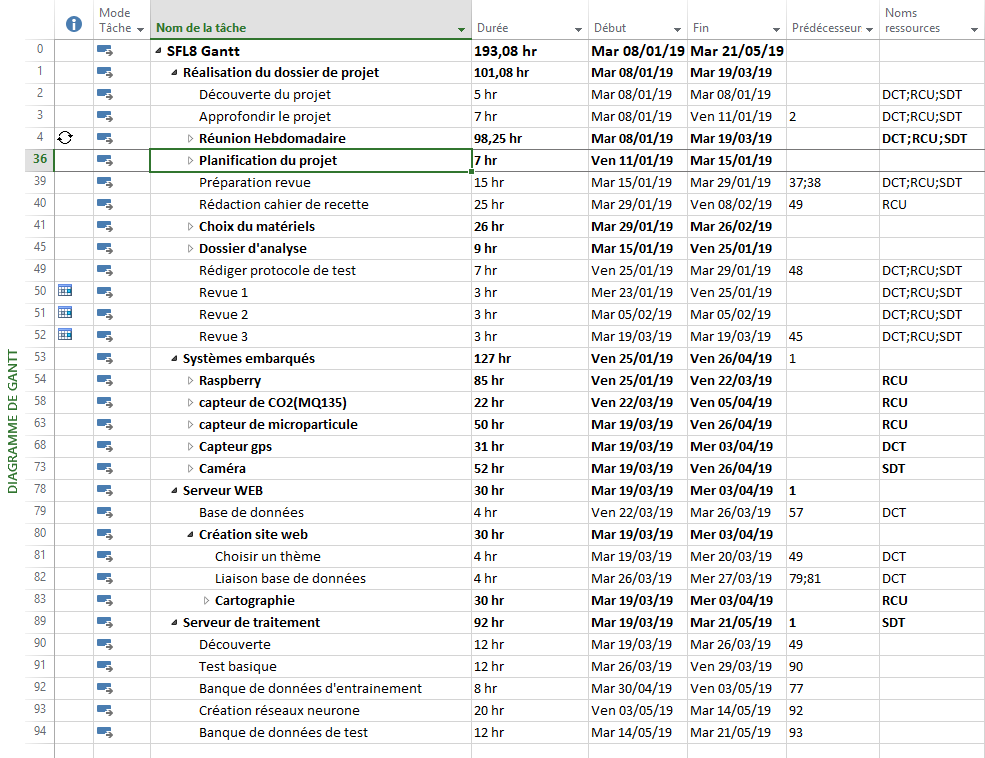 Mode Tâche Nom de la tâche Durée Début Fin Prédécesseur Noms ressources
0 SFL8 Gantt 193,08 hr Mar 08/01/19 Mar 21/05/19
1 Réalisation du dossier de projet 101,08 hr Mar 08/01/19 Mar 19/03/19
2 Découverte du projet 5 hr Mar 08/01/19 Mar 08/01/19 DCT;RCU;SDT
3 Approfondir le projet 7 hr Mar 08/01/19 Ven 11/01/19 2 DCT;RCU;SDT
4 Réunion Hebdomadaire 98,25 hr Mar 08/01/19 Mar 19/03/19 DCT;RCU;SDT
36 Planification du projet 7 hr Ven 11/01/19 Mar 15/01/19
39 Préparation revue 15 hr Mar 15/01/19 Mar 29/01/19 37;38 DCT;RCU;SDT
40 Rédaction cahier de recette 25 hr Mar 29/01/19 Ven 08/02/19 49 RCU
41 Choix du matériels 26 hr Mar 29/01/19 Mar 26/02/19
45 Dossier d'analyse 9 hr Mar 15/01/19 Ven 25/01/19
49 Rédiger protocole de test 7 hr Ven 25/01/19 Mar 29/01/19 48 DCT;RCU;SDT
50 Revue 1 3 hr Mer 23/01/19 Ven 25/01/19 DCT;RCU;SDT
51 Revue 2 3 hr Mar 05/02/19 Mar 05/02/19 DCT;RCU;SDT
52 Revue 3 3 hr Mar 19/03/19 Mar 19/03/19 45 DCT;RCU;SDT
53 Systèmes embarqués 127 hr Ven 25/01/19 Ven 26/04/19 1
54 Raspberry 85 hr Ven 25/01/19 Ven 22/03/19 RCU
58 capteur de CO2(MQ135) 22 hr Ven 22/03/19 Ven 05/04/19 RCU
63 capteur de microparticule 50 hr Mar 19/03/19 Ven 26/04/19 RCU
68 Capteur gps 31 hr Mar 19/03/19 Mer 03/04/19 DCT
73 Caméra 52 hr Mar 19/03/19 Ven 26/04/19 SDT
78 Serveur WEB 30 hr Mar 19/03/19 Mer 03/04/19 1
79 Base de données 4 hr Ven 22/03/19 Mar 26/03/19 57 DCT
80 Création site web 30 hr Mar 19/03/19 Mer 03/04/19
81 Choisir un thème 4 hr Mar 19/03/19 Mer 20/03/19 49 DCT
82 Liaison base de données 4 hr Mar 26/03/19 Mer 27/03/19 79;81 DCT
83 Cartographie 30 hr Mar 19/03/19 Mer 03/04/19 RCU
89 Serveur de traitement 92 hr Mar 19/03/19 Mar 21/05/19 1 SDT
90 Découverte 12 hr Mar 19/03/19 Mar 26/03/19 49
91 Test basique 12 hr Mar 26/03/19 Ven 29/03/19 90
92 Banque de données d'entrainement 8 hr Mar 30/04/19 Ven 03/05/19 77
93 Création réseaux neurone 20 hr Ven 03/05/19 Mar 14/05/19 92
94 Banque de données de test 12 hr Mar 14/05/19 Mar 21/05/19 93
DIAGRAMME DE GANTT